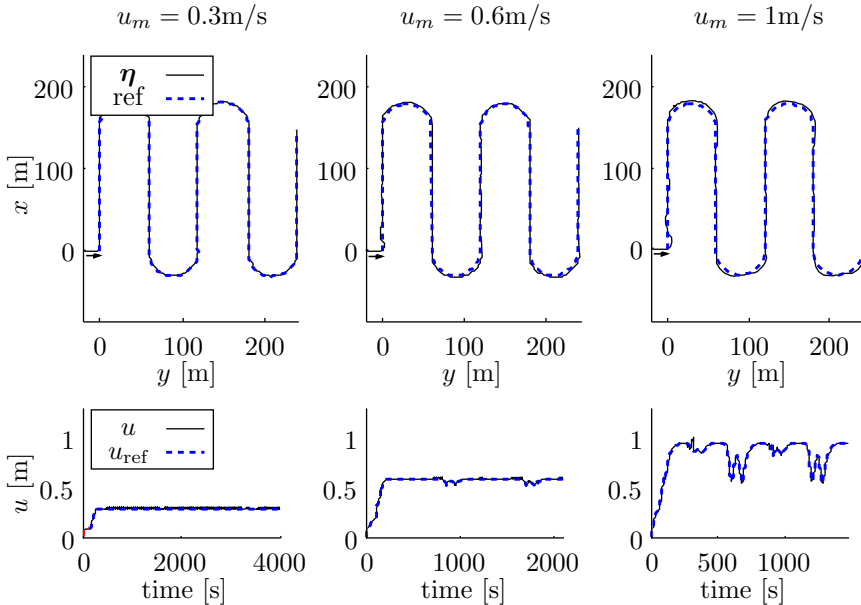 u_m = 0.3m/s
u_m = 0.6m/s
u_m = 1m/s
η
ref
x [m]
200
100
0
200
100
0
200
100
0
0 100 200
0 100 200
0 100 200
y [m]
y [m]
y [m]
u
u_ref
u [m]
1
0.5
0
1
0.5
0
1
0.5
0
0 2000 4000
0 1000 2000
0 500 1000
time [s]
time [s]
time [s]